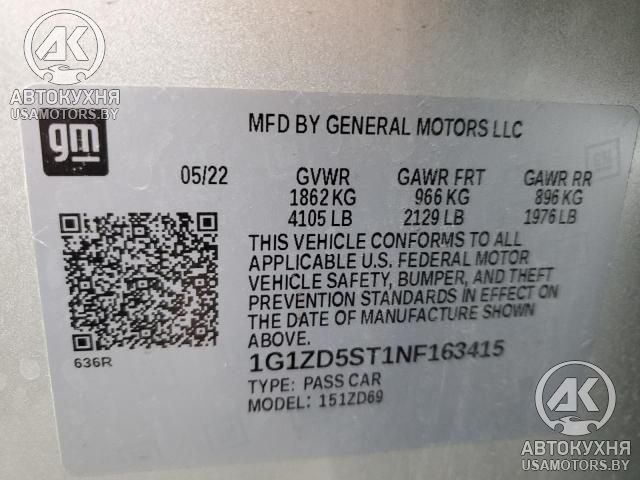 AK
АВТОКУХНЯ
USAMOTORS.BY
gm
MFD BY GENERAL MOTORS LLC
gm
05/22 GVWR GAWR FRT GAWR RR
1862 KG 966 KG 896 KG
4105 LB 2129 LB 1976 LB
THIS VEHICLE CONFORMS TO ALL
APPLICABLE U.S. FEDERAL MOTOR
VEHICLE SAFETY, BUMPER, AND THEFT
PREVENTION STANDARDS IN EFFECT ON
THE DATE OF MANUFACTURE SHOWN
ABOVE.
636R
1G1ZD5ST1NF163415
TYPE: PASS CAR
MODEL: 151ZD69
AK
АВТОКУХНЯ
USAMOTORS.BY